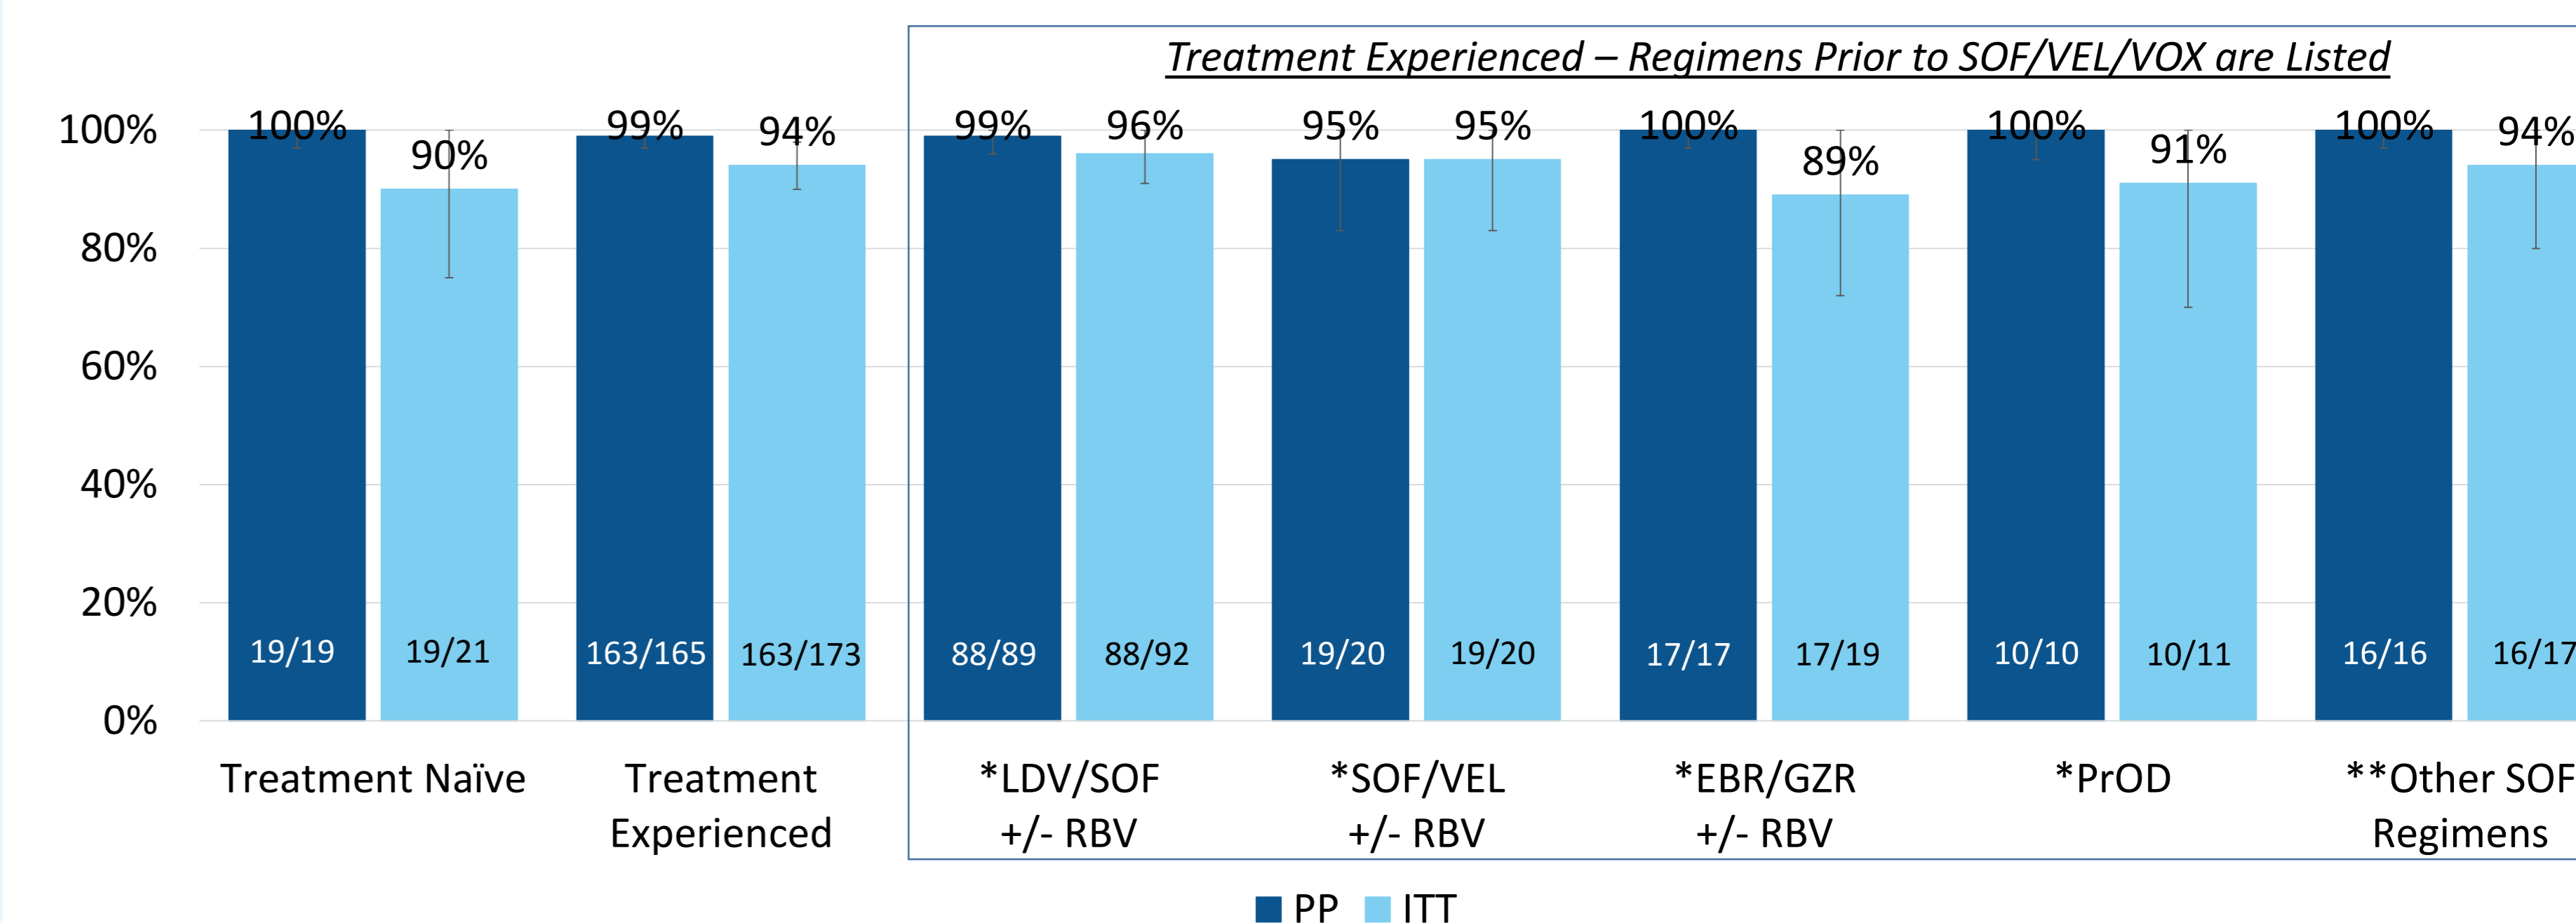 Treatment Experienced – Regimens Prior to SOF/VEL/VOX are Listed
100%
80%
60%
40%
20%
0%
100%
90%
99%
94%
99%
96%
95%
95%
100%
89%
100%
91%
100%
94%
19/19
19/21
163/165
163/173
88/89
88/92
19/20
19/20
17/17
17/19
10/10
10/11
16/16
16/17
Treatment Naïve
Treatment
Experienced
*LDV/SOF
+/- RBV
*SOF/VEL
+/- RBV
*EBR/GZR
+/- RBV
*PrOD
**Other SOF
Regimens
PP
ITT